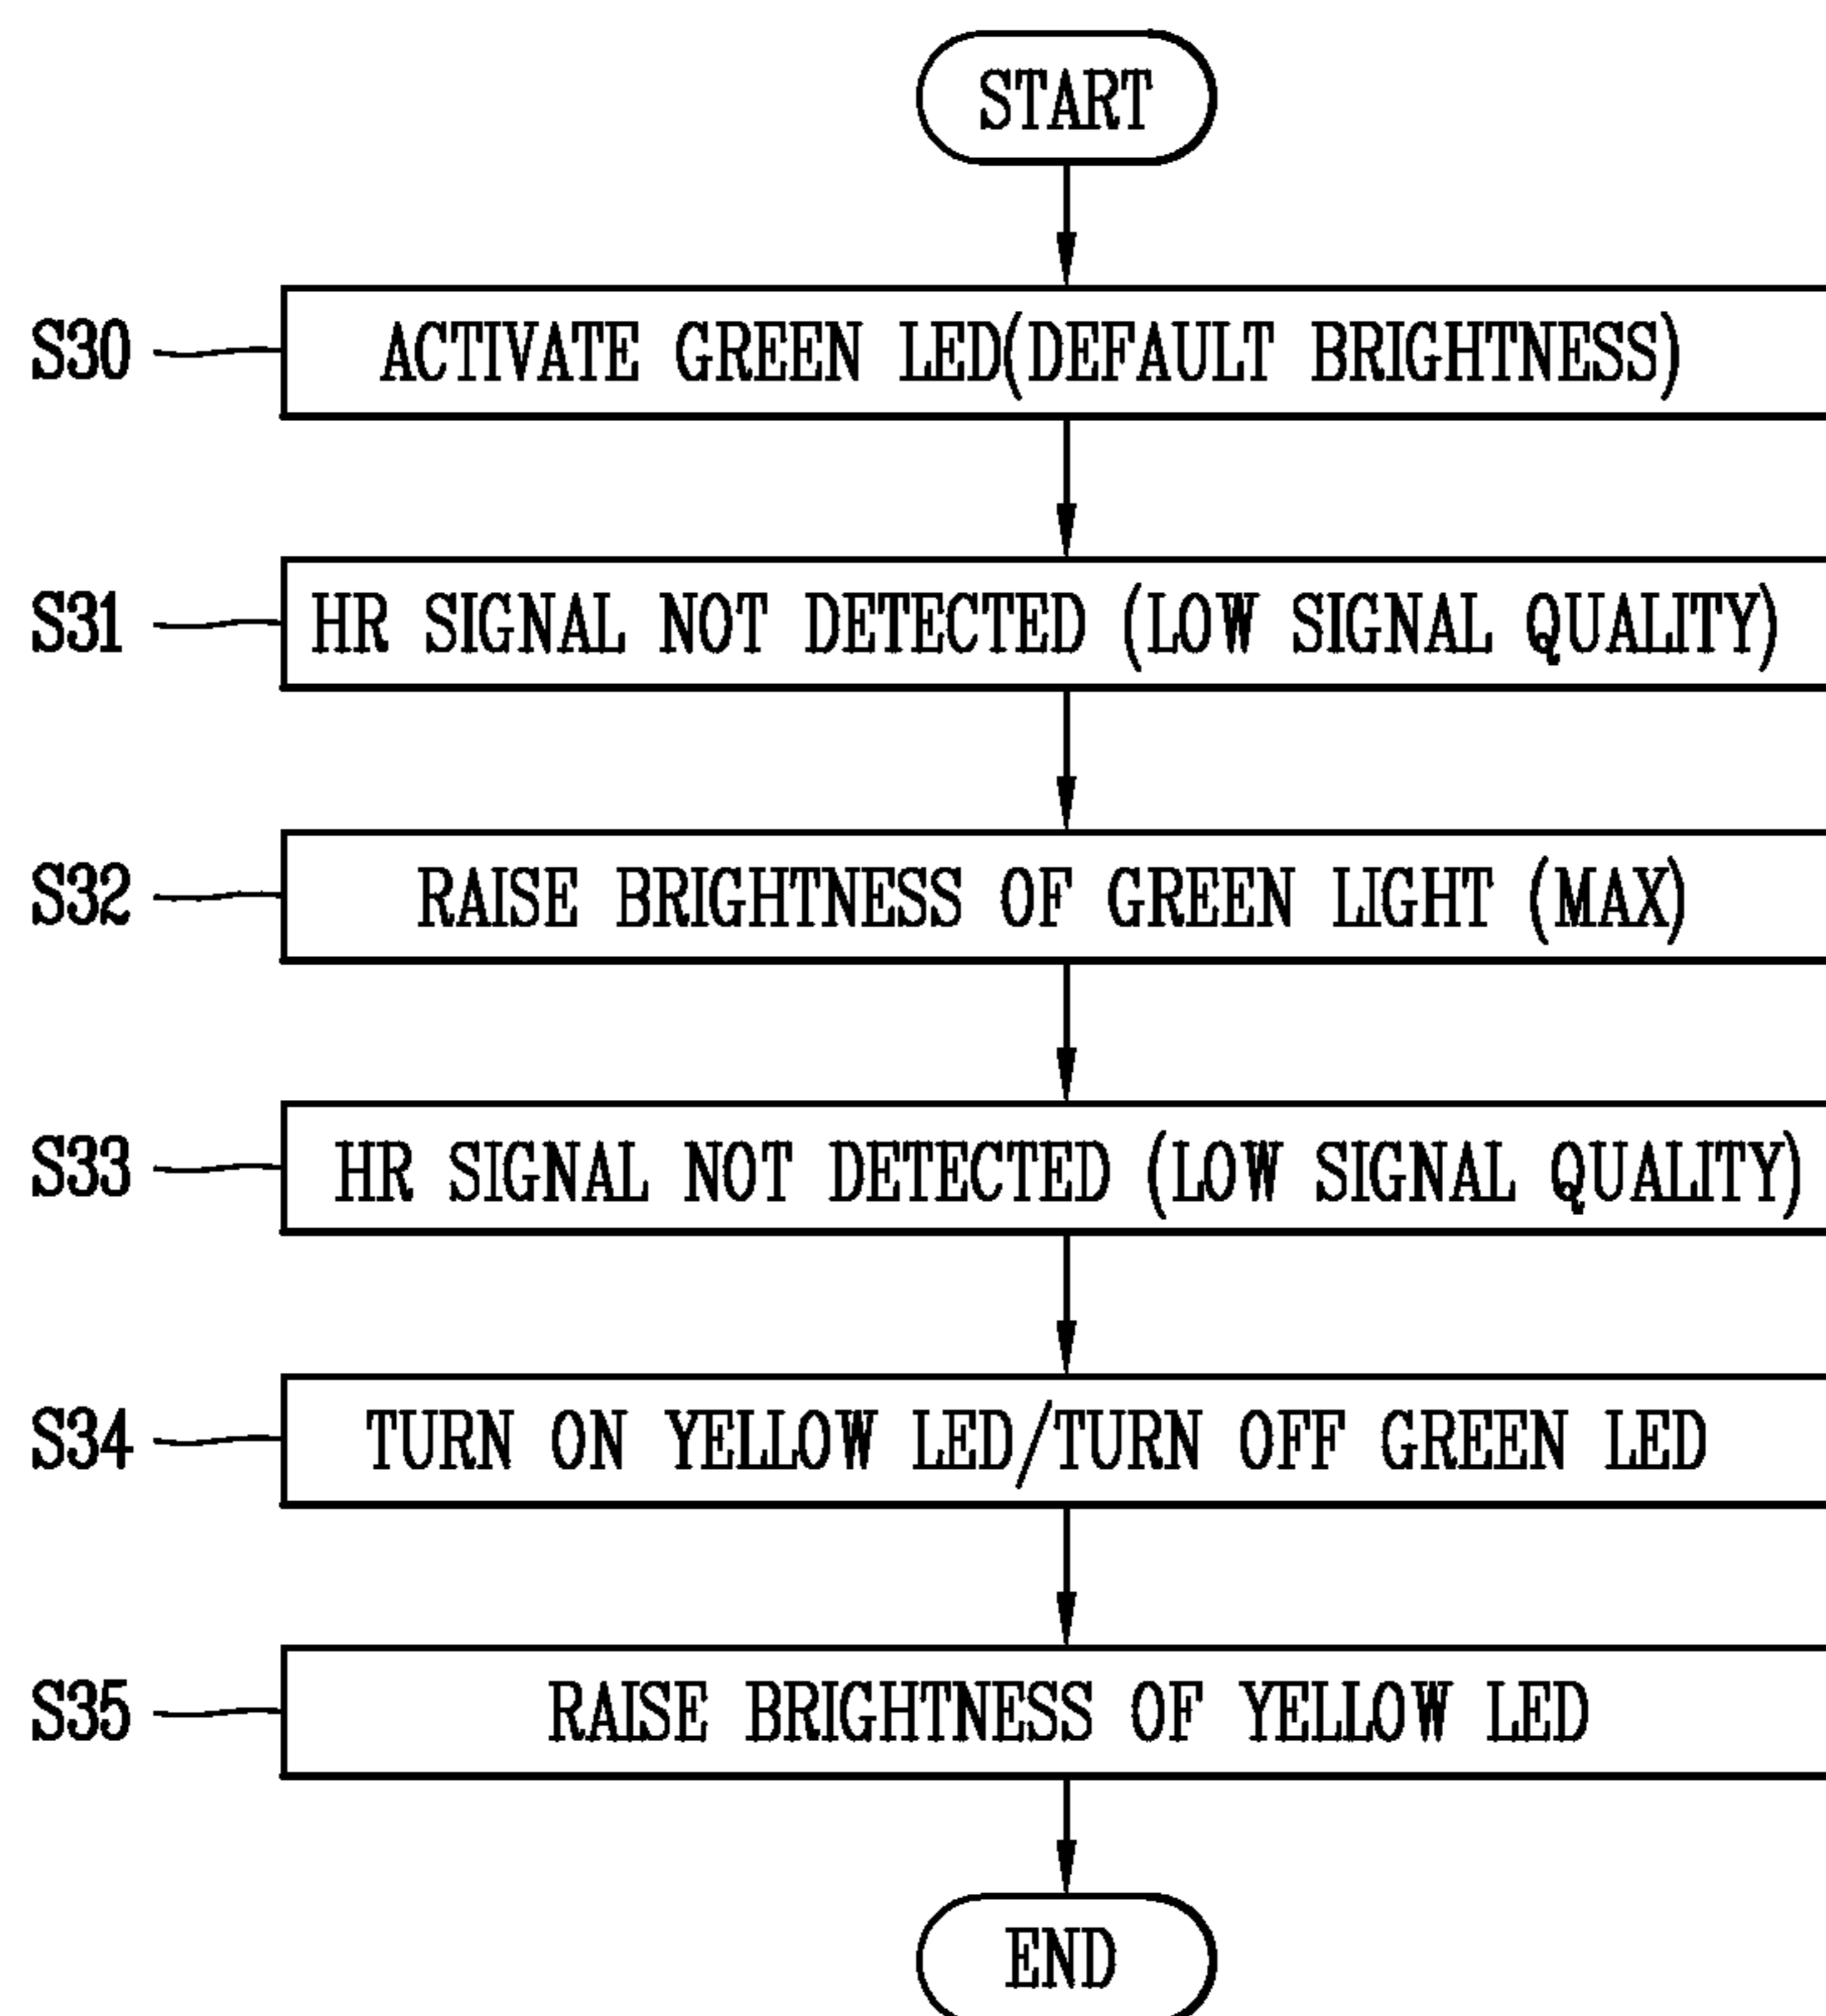 START
S30 ACTIVATE GREEN LED(DEFAULT BRIGHTNESS)
S31 HR SIGNAL NOT DETECTED (LOW SIGNAL QUALITY)
S32 RAISE BRIGHTNESS OF GREEN LIGHT (MAX)
S33 HR SIGNAL NOT DETECTED (LOW SIGNAL QUALITY)
S34 TURN ON YELLOW LED/TURN OFF GREEN LED
S35 RAISE BRIGHTNESS OF YELLOW LED
END